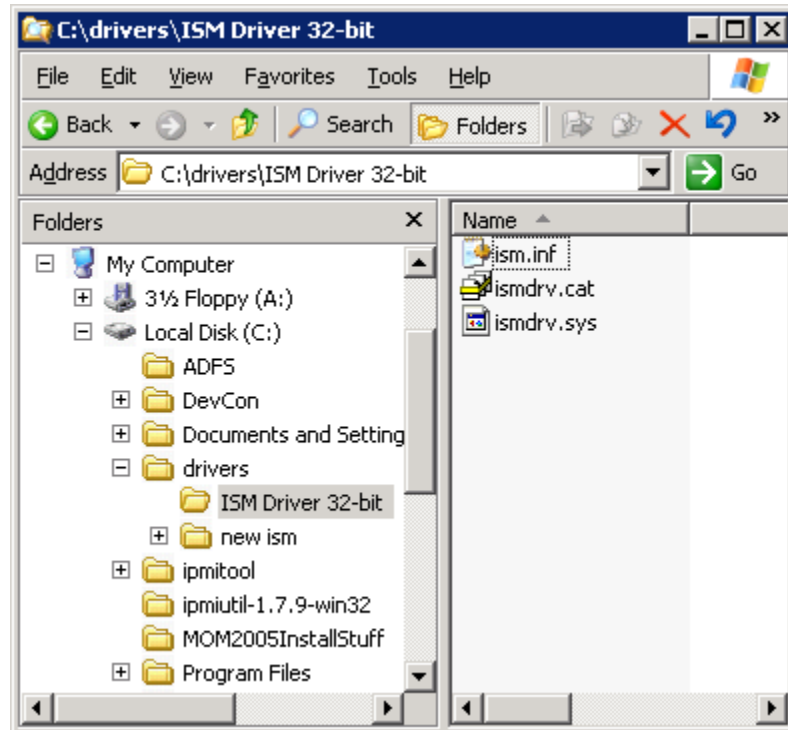 C:\drivers\ISM Driver 32-bit
File Edit View Favorites Tools Help
Back Search Folders »
Address C:\drivers\ISM Driver 32-bit Go
Folders
My Computer
3½ Floppy (A:)
Local Disk (C:)
ADFS
DevCon
Documents and Setting
drivers
ISM Driver 32-bit
new ism
ipmitool
ipmiutil-1.7.9-win32
MOM2005InstallStuff
Program Files
Name
ism.inf
ismdrv.cat
ismdrv.sys